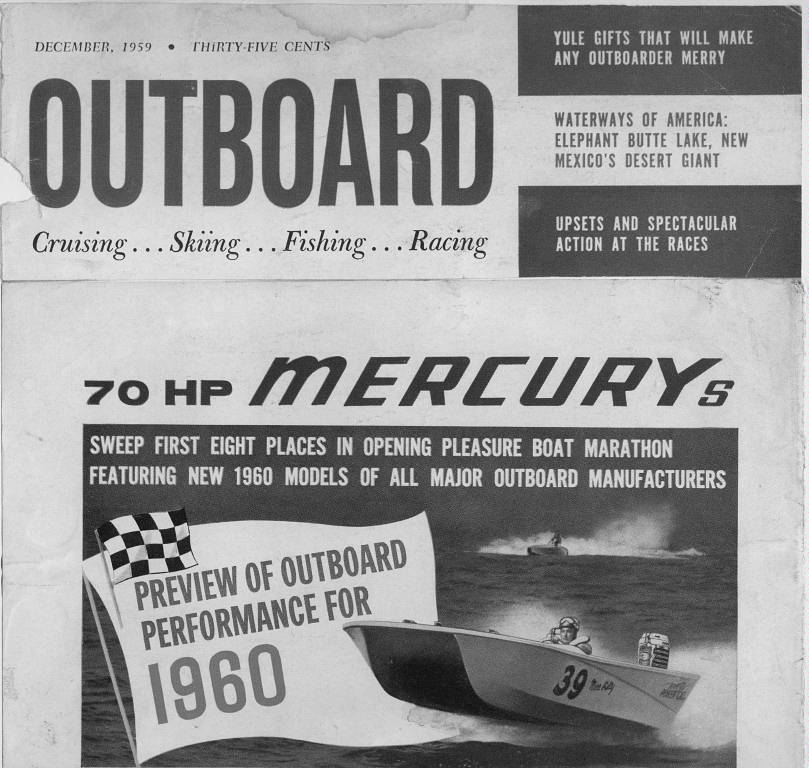 DECEMBER, 1959 • THIRTY-FIVE CENTS
OUTBOARD
Cruising . . . Skiing . . . Fishing . . . Racing
YULE GIFTS THAT WILL MAKE
ANY OUTBOARDER MERRY
WATERWAYS OF AMERICA:
ELEPHANT BUTTE LAKE, NEW
MEXICO'S DESERT GIANT
UPSETS AND SPECTACULAR
ACTION AT THE RACES
70 HP MERCURYS
SWEEP FIRST EIGHT PLACES IN OPENING PLEASURE BOAT MARATHON
FEATURING NEW 1960 MODELS OF ALL MAJOR OUTBOARD MANUFACTURERS
PREVIEW OF OUTBOARD
PERFORMANCE FOR
1960
39